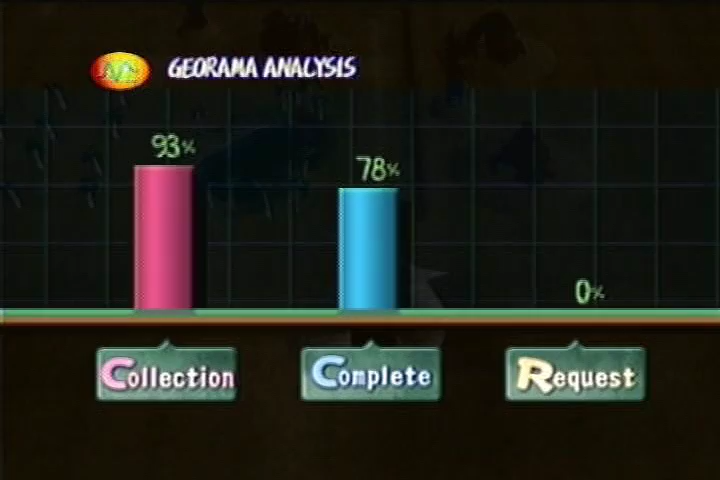 GEORAMA ANALYSIS
93%
78%
0%
Collection
Complete
Request